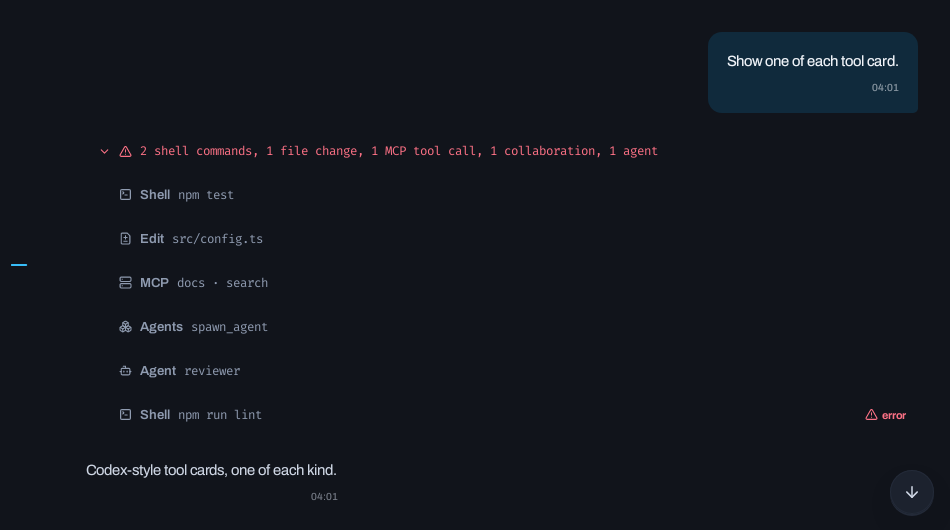 Show one of each tool card.
04:01
2 shell commands, 1 file change, 1 MCP tool call, 1 collaboration, 1 agent
Shell npm test
Edit src/config.ts
MCP docs · search
Agents spawn_agent
Agent reviewer
Shell npm run lint error
Codex-style tool cards, one of each kind.
04:01